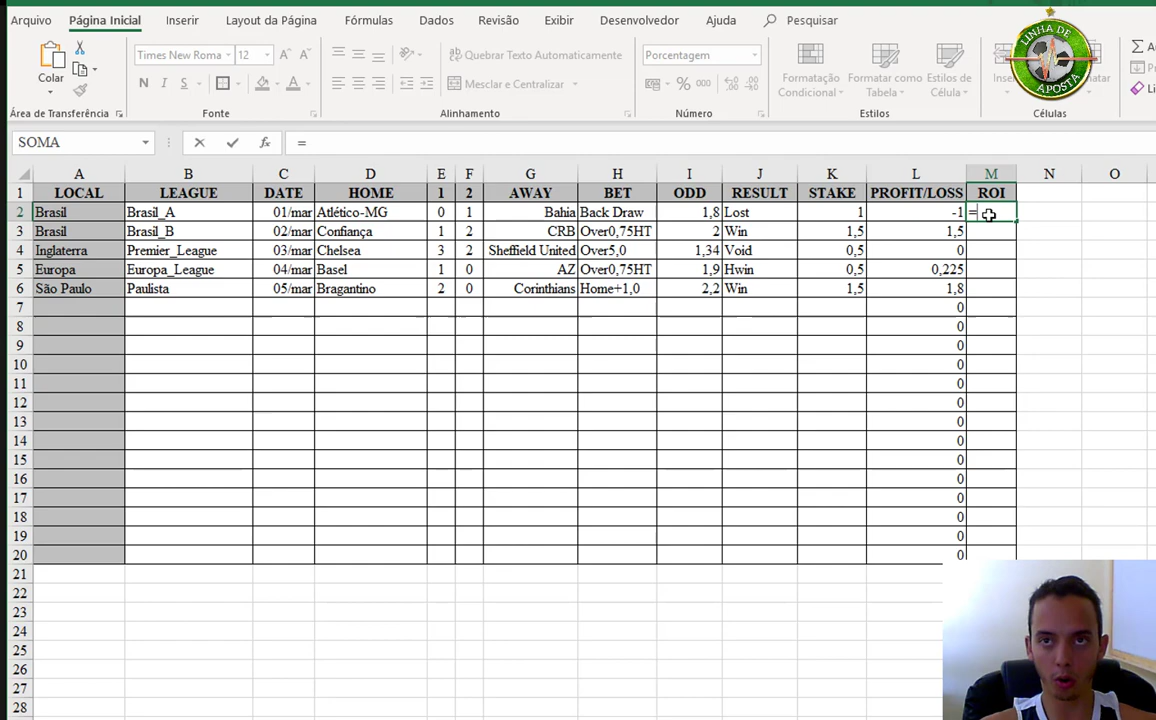 Arquivo Página Inicial Inserir Layout da Página Fórmulas Dados Revisão Exibir Desenvolvedor Ajuda Pesquisar
LINHA DE
APOSTA
Times New Roma 12 Quebrar Texto Automaticamente Porcentagem
Colar N I S Mesclar e Centralizar % 000 Formatação Condicional Formatar como Tabela Estilos de Célula
Área de Transferência Fonte Alinhamento Número Estilos Células
SOMA fx =
A B C D E F G H I J K L M N O
1 LOCAL LEAGUE DATE HOME 1 2 AWAY BET ODD RESULT STAKE PROFIT/LOSS ROI
2 Brasil Brasil_A 01/mar Atlético-MG 0 1 Bahia Back Draw 1,8 Lost 1 -1 =
3 Brasil Brasil_B 02/mar Confiança 1 2 CRB Over0,75HT 2 Win 1,5 1,5
4 Inglaterra Premier_League 03/mar Chelsea 3 2 Sheffield United Over5,0 1,34 Void 0,5 0
5 Europa Europa_League 04/mar Basel 1 0 AZ Over0,75HT 1,9 Hwin 0,5 0,225
6 São Paulo Paulista 05/mar Bragantino 2 0 Corinthians Home+1,0 2,2 Win 1,5 1,8
7 0
8 0
9 0
10 0
11 0
12 0
13 0
14 0
15 0
16 0
17 0
18 0
19 0
20 0
21
22
23
24
25
26
27
28